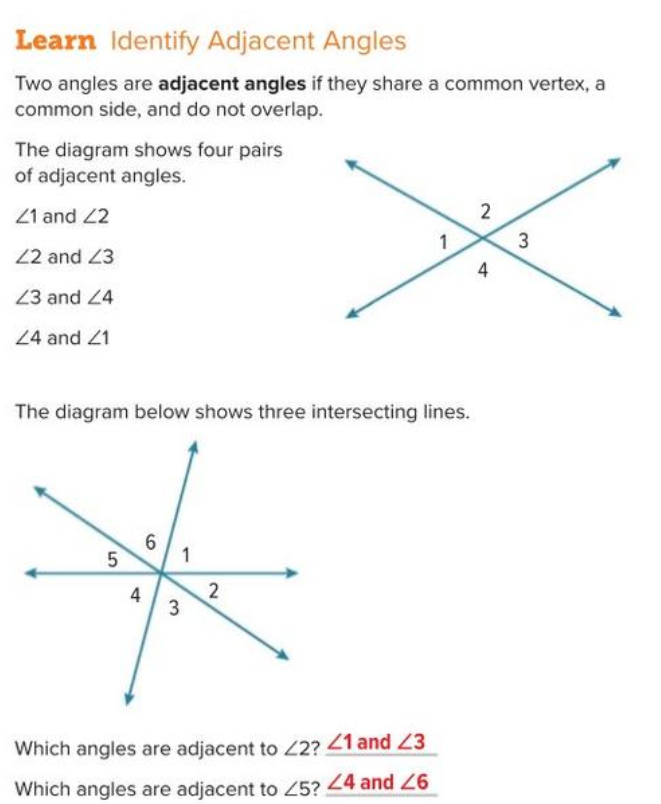 Learn Identify Adjacent Angles
Two angles are adjacent angles if they share a common vertex, a
common side, and do not overlap.
The diagram shows four pairs
of adjacent angles.
∠1 and ∠2
∠2 and ∠3
∠3 and ∠4
∠4 and ∠1
2
1
3
4
The diagram below shows three intersecting lines.
6
1
5
4
2
3
Which angles are adjacent to ∠2? ∠1 and ∠3
Which angles are adjacent to ∠5? ∠4 and ∠6